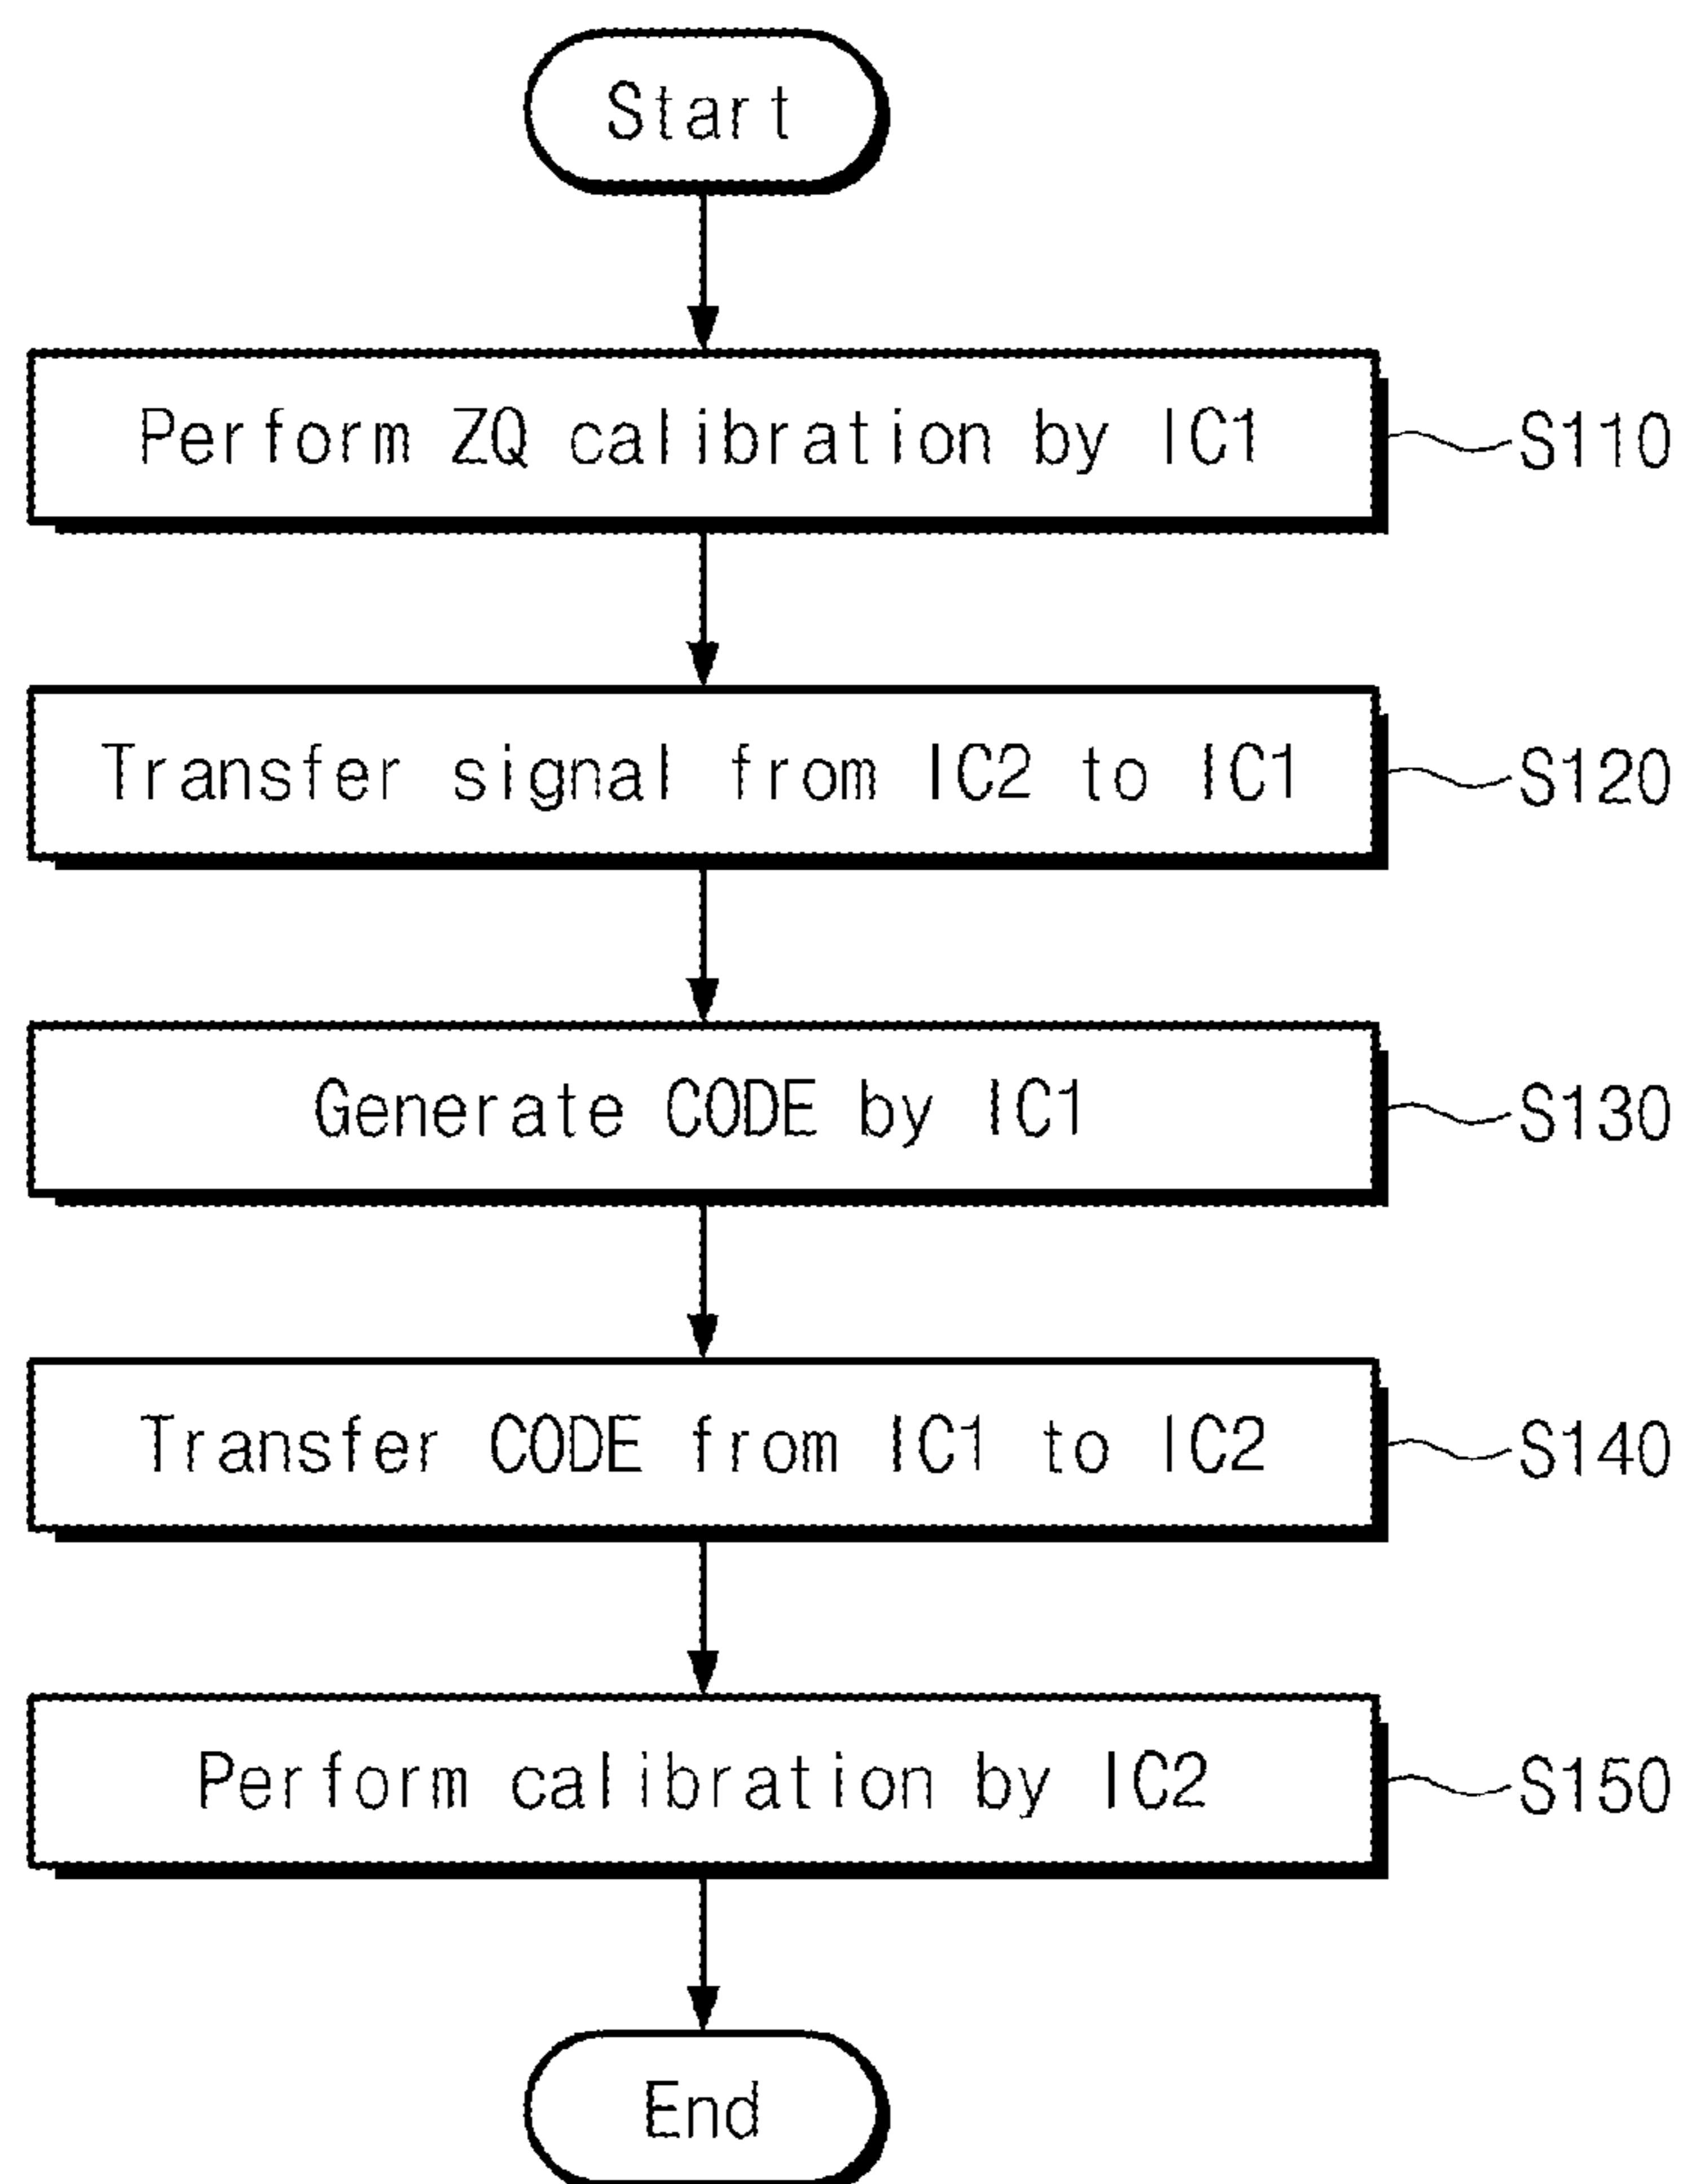 Start
Perform ZQ calibration by IC1
S110
Transfer signal from IC2 to IC1
S120
Generate CODE by IC1
S130
Transfer CODE from IC1 to IC2
S140
Perform calibration by IC2
S150
End